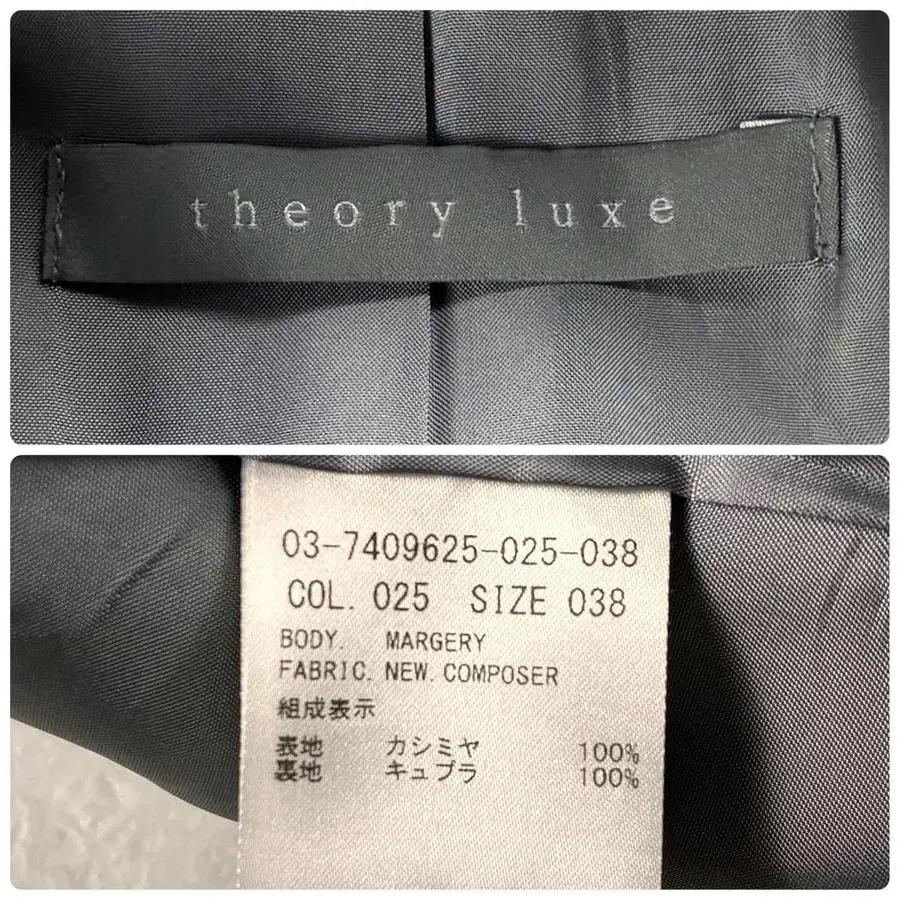 theory luxe
03-7409625-025-038
COL. 025 SIZE 038
BODY. MARGERY
FABRIC. NEW. COMPOSER
組成表示
表地 カシミヤ 100%
裏地 キュプラ 100%